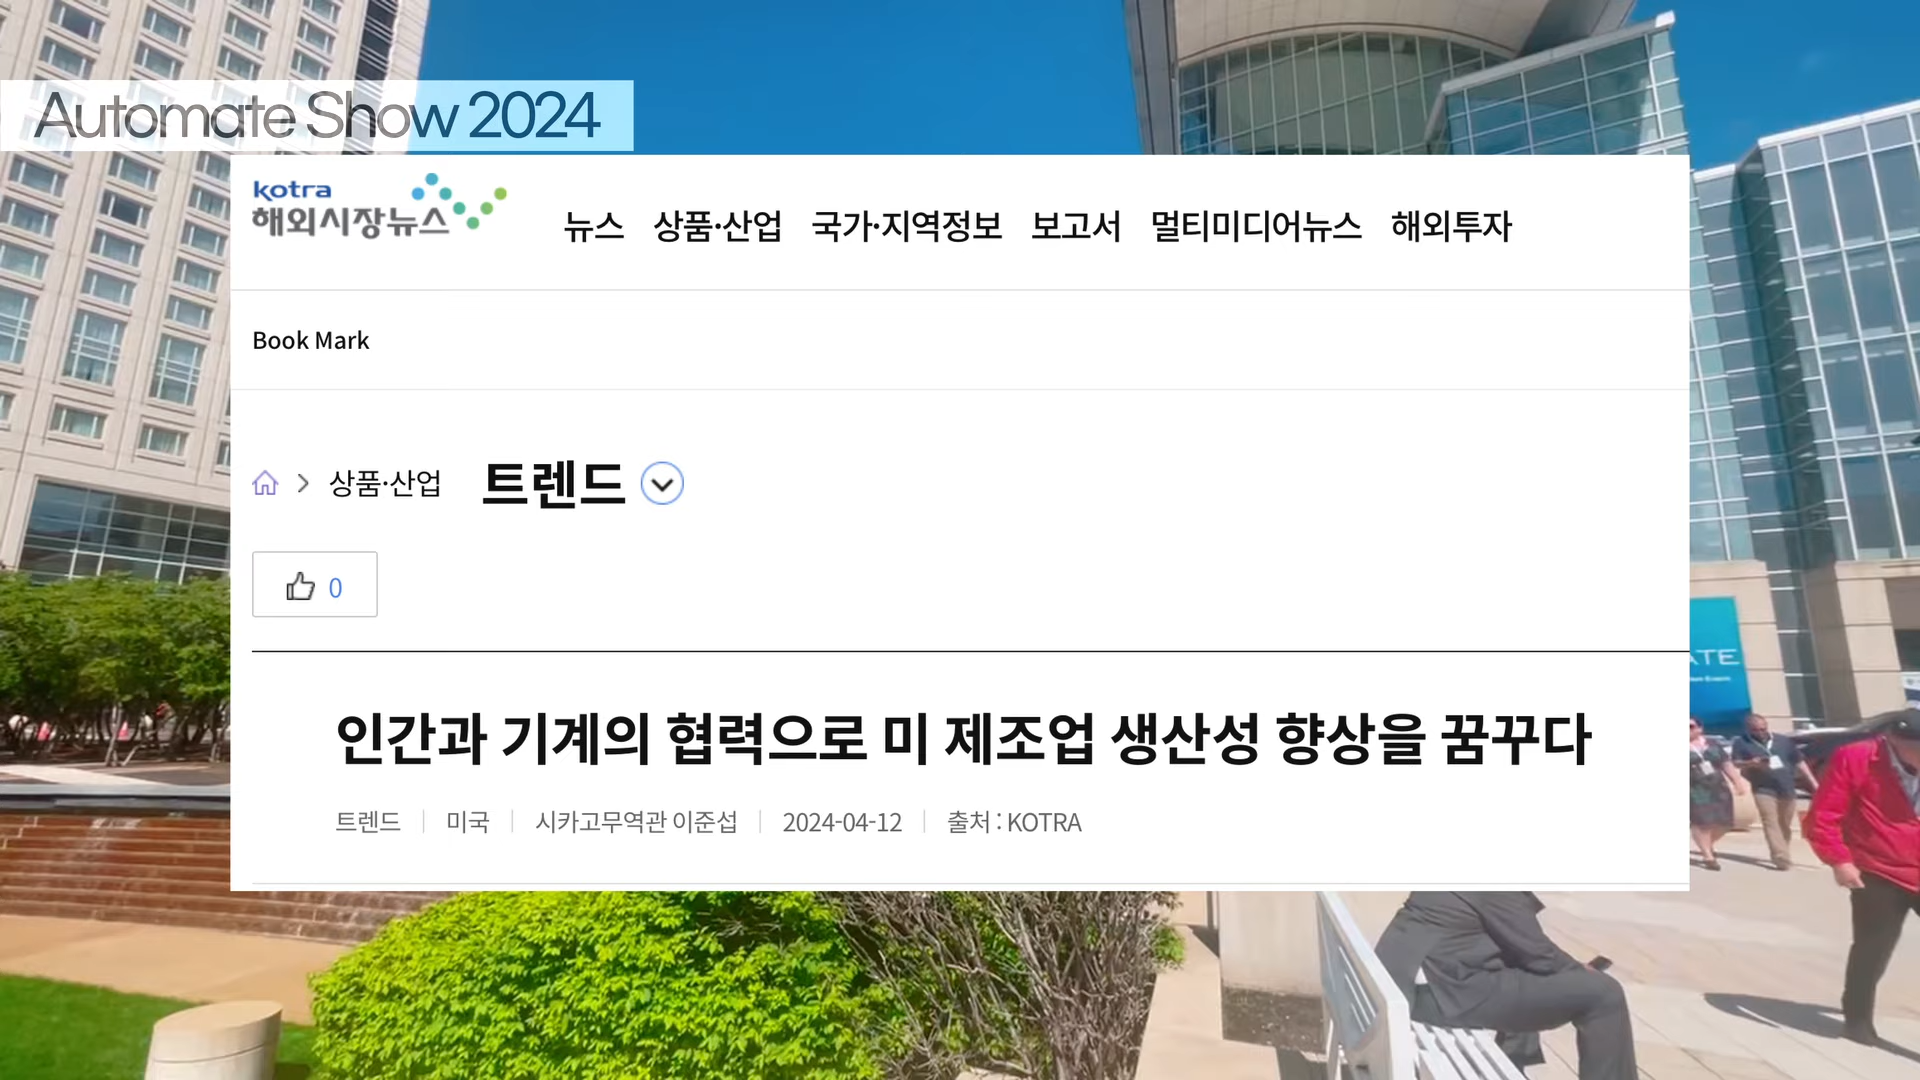 Automate Show 2024
kotra
해외시장뉴스
뉴스 상품·산업 국가·지역정보 보고서 멀티미디어뉴스 해외투자
Book Mark
상품·산업 트렌드
0
인간과 기계의 협력으로 미 제조업 생산성 향상을 꿈꾸다
트렌드 | 미국 | 시카고무역관 이준섭 | 2024-04-12 | 출처 : KOTRA
ATE